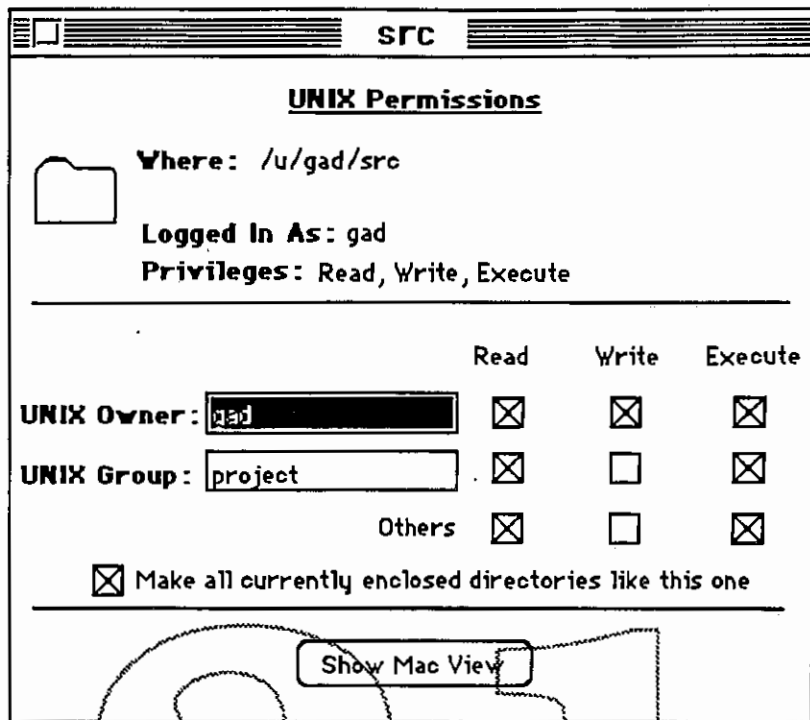 src
UNIX Permissions
Where: /u/gad/src
Logged In As: gad
Privileges: Read, Write, Execute
Read Write Execute
UNIX Owner: gad
UNIX Group: project
Others
Make all currently enclosed directories like this one
Show Mac View